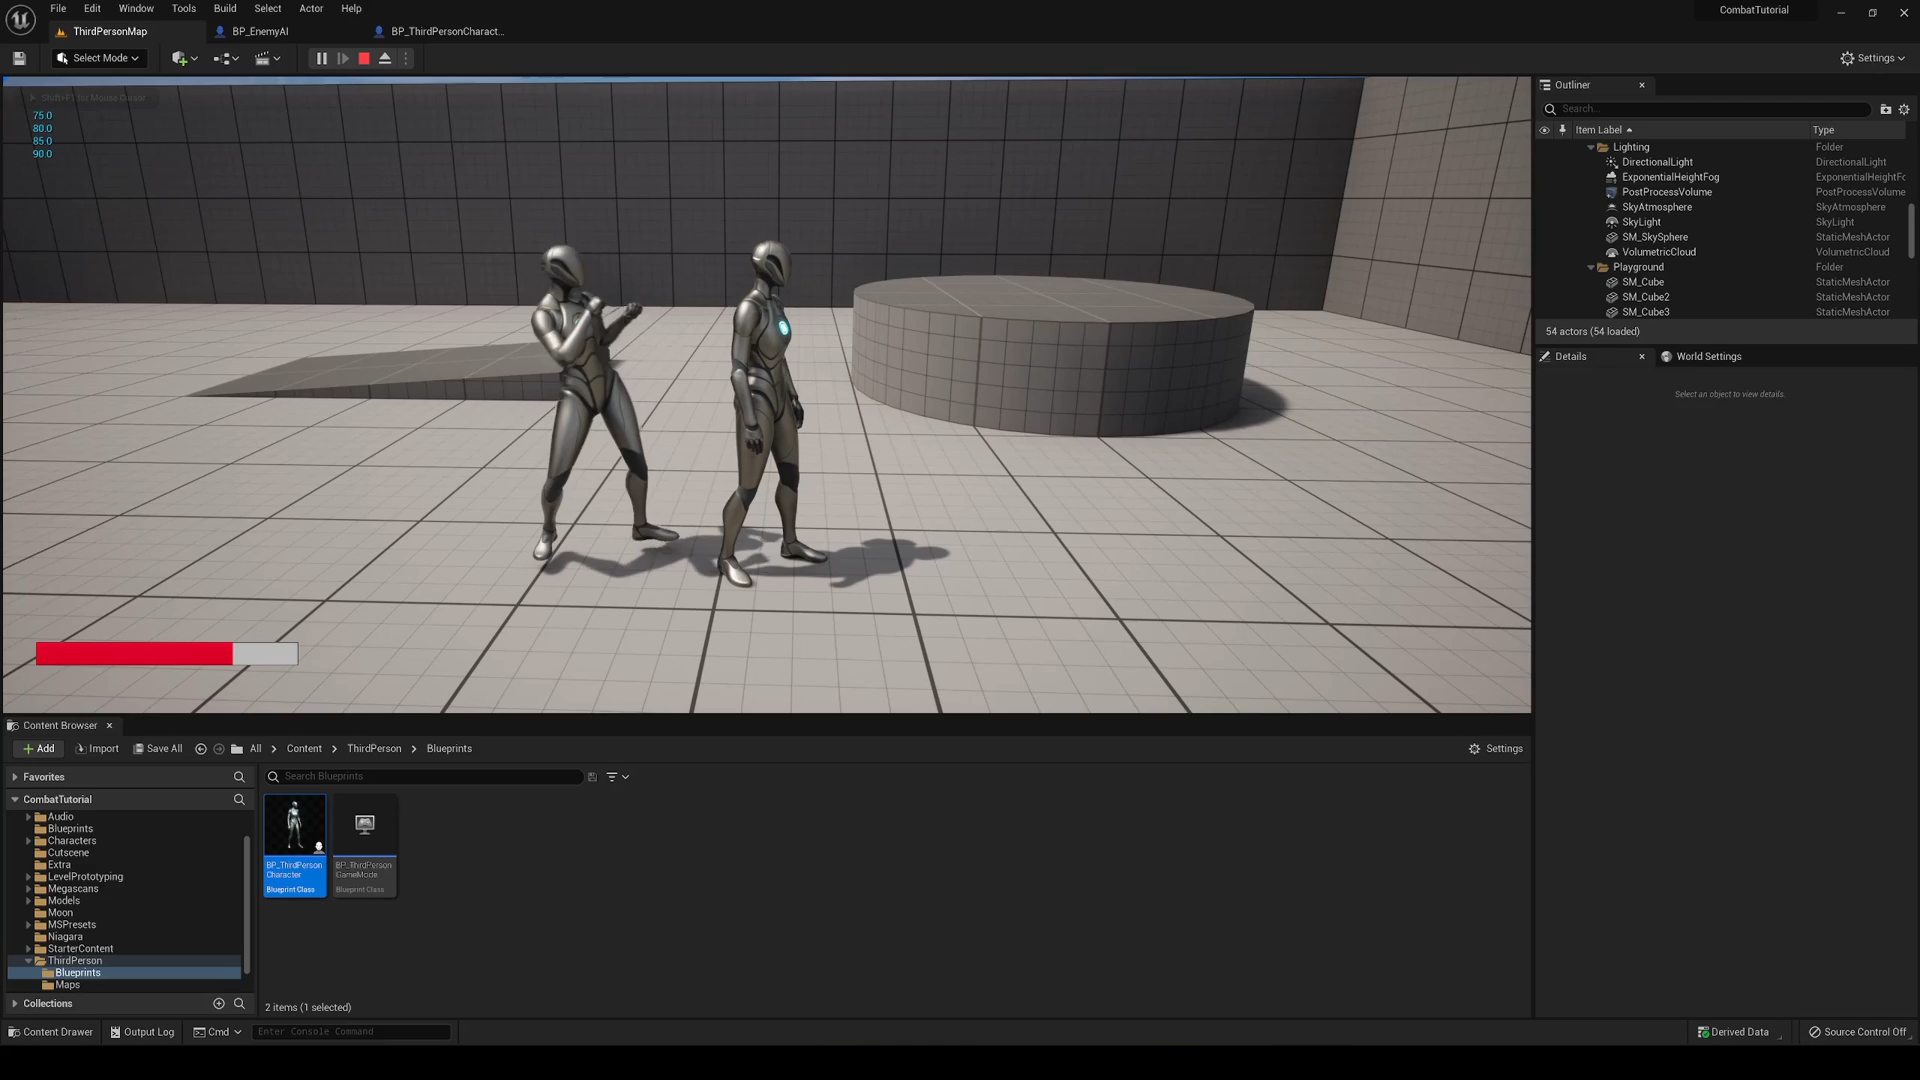 File Edit Window Tools Build Select Actor Help
CombatTutorial
ThirdPersonMap BP_EnemyAI BP_ThirdPersonCharact...
Select Mode
Settings
Shift+F1 for Mouse Cursor
75.0
80.0
85.0
90.0
Outliner
Search...
Item Label Type
Lighting Folder
DirectionalLight DirectionalLight
ExponentialHeightFog ExponentialHeightFo
PostProcessVolume PostProcessVolume
SkyAtmosphere SkyAtmosphere
SkyLight SkyLight
SM_SkySphere StaticMeshActor
VolumetricCloud VolumetricCloud
Playground Folder
SM_Cube StaticMeshActor
SM_Cube2 StaticMeshActor
SM_Cube3 StaticMeshActor
54 actors (54 loaded)
Details World Settings
Select an object to view details.
Content Browser
Add Import Save All All Content ThirdPerson Blueprints Settings
Favorites
Search Blueprints
CombatTutorial
Audio
Blueprints
Characters
Cutscene
Extra
LevelPrototyping
Megascans
Models
Moon
MSPresets
Niagara
StarterContent
ThirdPerson
Blueprints
Maps
Collections
BP_ThirdPerson
Character
Blueprint Class
BP_ThirdPerson
GameMode
Blueprint Class
2 items (1 selected)
Content Drawer Output Log Cmd Enter Console Command Derived Data Source Control Off